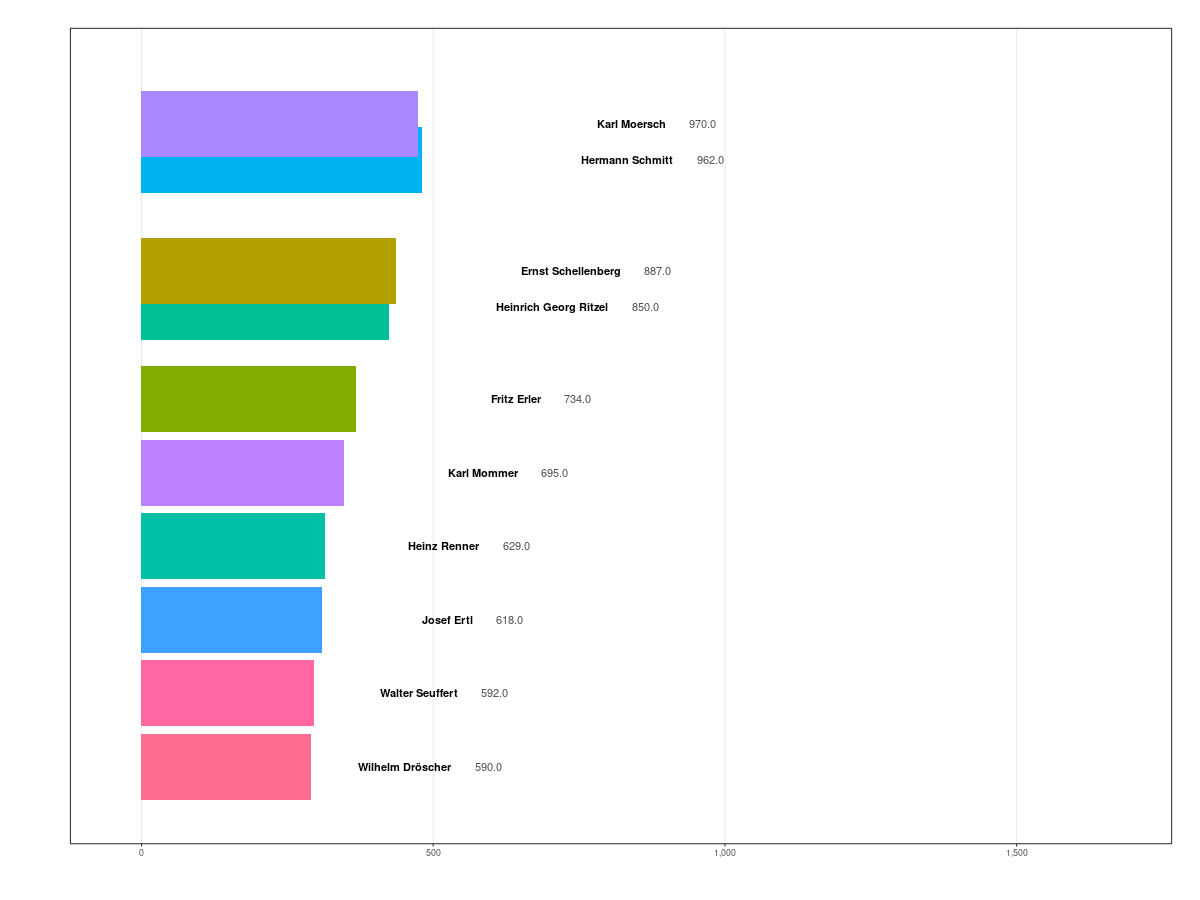 Karl Moersch 970.0
Hermann Schmitt 962.0
Ernst Schellenberg 887.0
Heinrich Georg Ritzel 850.0
Fritz Erler 734.0
Karl Mommer 695.0
Heinz Renner 629.0
Josef Ertl 618.0
Walter Seuffert 592.0
Wilhelm Dröscher 590.0
0 500 1,000 1,500